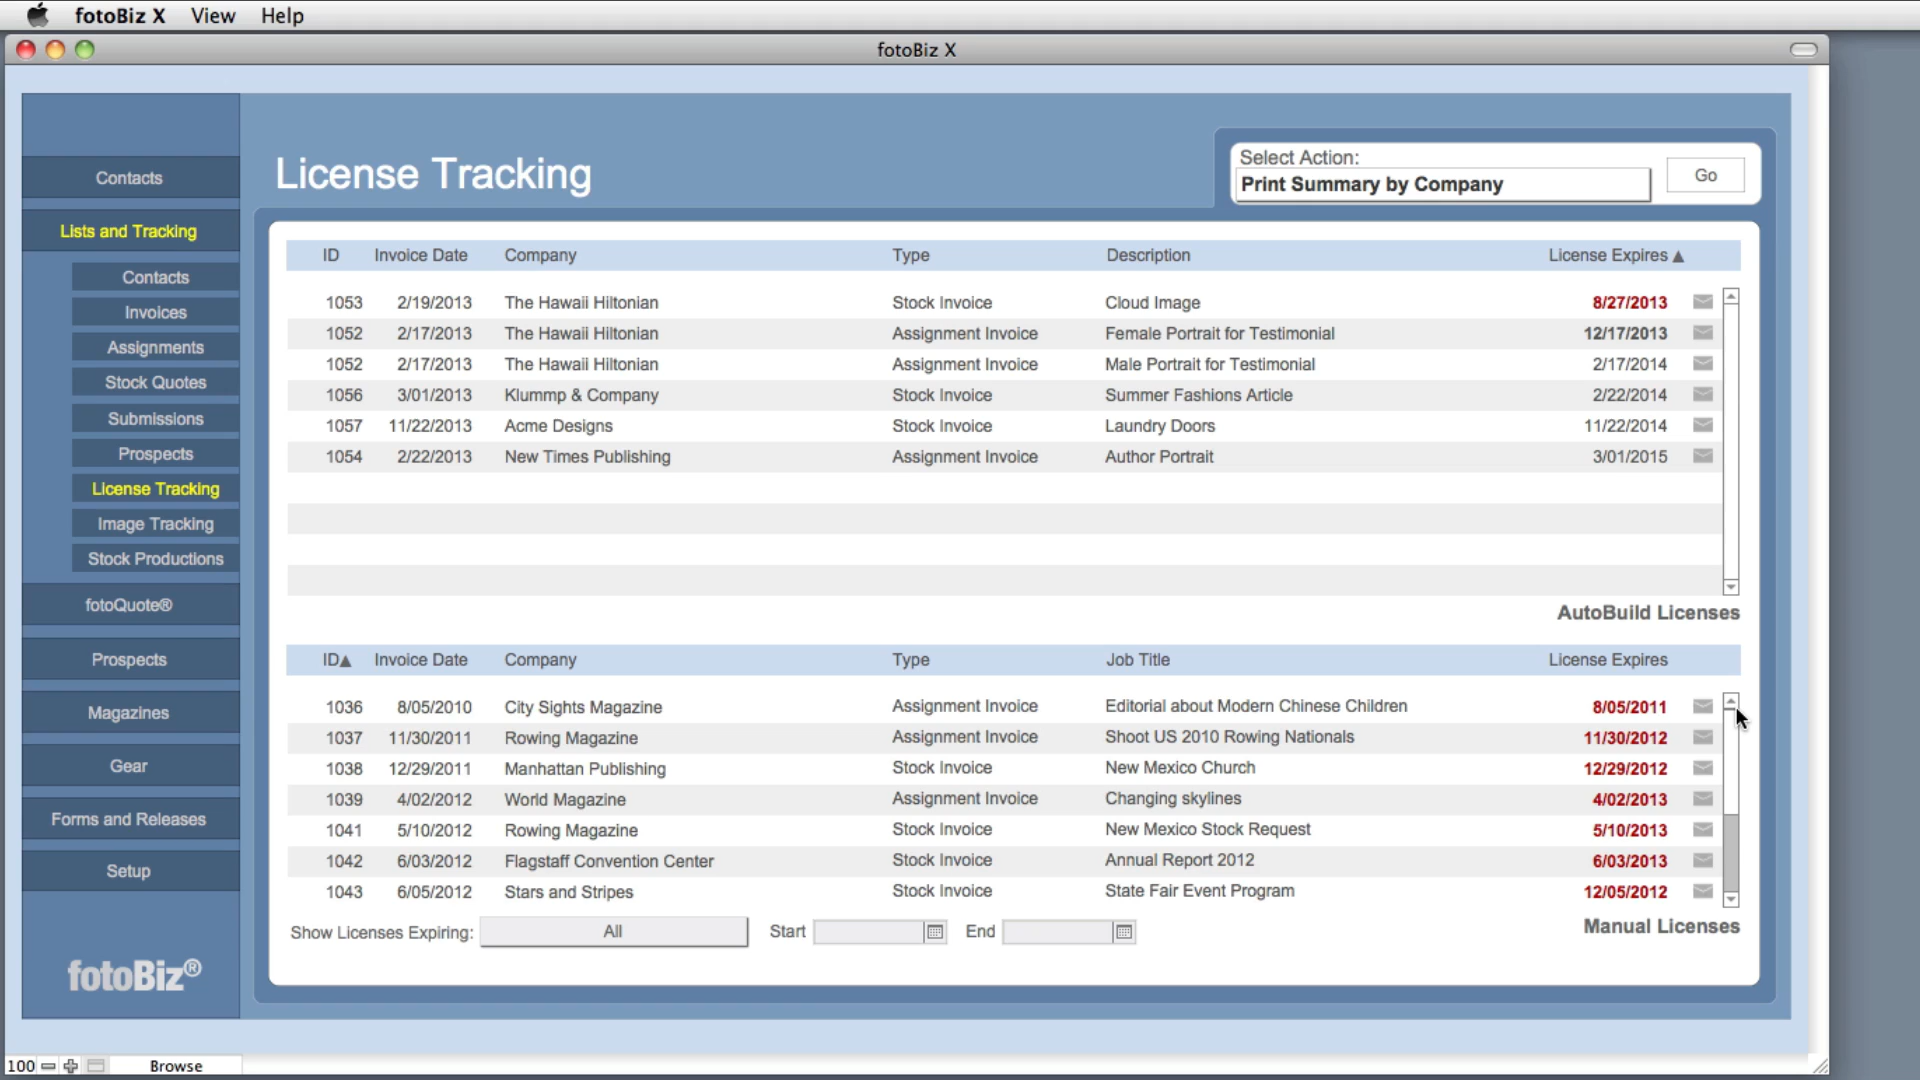 fotoBiz X View Help
fotoBiz X
Contacts
Lists and Tracking
Contacts
Invoices
Assignments
Stock Quotes
Submissions
Prospects
License Tracking
Image Tracking
Stock Productions
fotoQuote®
Prospects
Magazines
Gear
Forms and Releases
Setup
fotoBiz®
License Tracking
Select Action:
Print Summary by Company
Go
ID Invoice Date Company Type Description License Expires ▲
1053 2/19/2013 The Hawaii Hiltonian Stock Invoice Cloud Image 8/27/2013
1052 2/17/2013 The Hawaii Hiltonian Assignment Invoice Female Portrait for Testimonial 12/17/2013
1052 2/17/2013 The Hawaii Hiltonian Assignment Invoice Male Portrait for Testimonial 2/17/2014
1056 3/01/2013 Klummp & Company Stock Invoice Summer Fashions Article 2/22/2014
1057 11/22/2013 Acme Designs Stock Invoice Laundry Doors 11/22/2014
1054 2/22/2013 New Times Publishing Assignment Invoice Author Portrait 3/01/2015
AutoBuild Licenses
ID▲ Invoice Date Company Type Job Title License Expires
1036 8/05/2010 City Sights Magazine Assignment Invoice Editorial about Modern Chinese Children 8/05/2011
1037 11/30/2011 Rowing Magazine Assignment Invoice Shoot US 2010 Rowing Nationals 11/30/2012
1038 12/29/2011 Manhattan Publishing Stock Invoice New Mexico Church 12/29/2012
1039 4/02/2012 World Magazine Assignment Invoice Changing skylines 4/02/2013
1041 5/10/2012 Rowing Magazine Stock Invoice New Mexico Stock Request 5/10/2013
1042 6/03/2012 Flagstaff Convention Center Stock Invoice Annual Report 2012 6/03/2013
1043 6/05/2012 Stars and Stripes Stock Invoice State Fair Event Program 12/05/2012
Show Licenses Expiring: All Start End
Manual Licenses
100 Browse